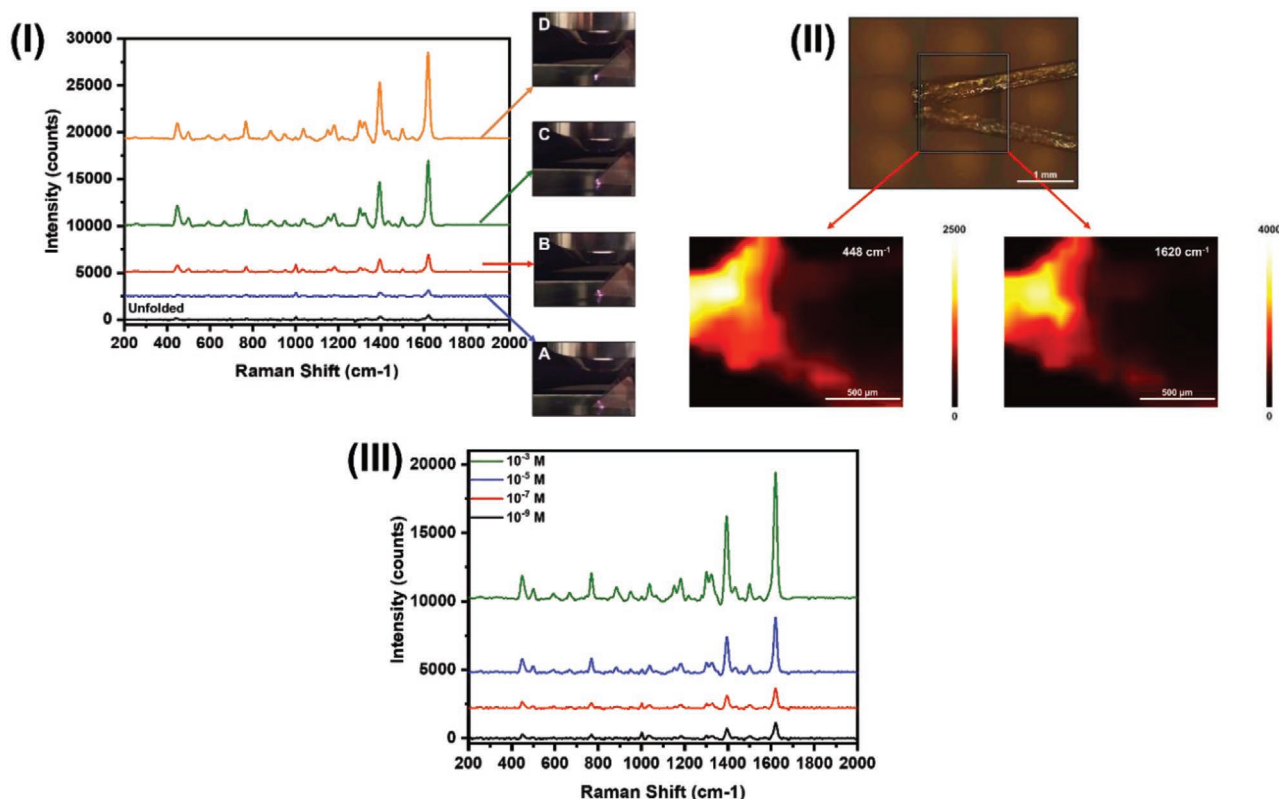 (I)
30000
25000
20000
15000
10000
5000
0
Intensity (counts)
Unfolded
200 400 600 800 1000 1200 1400 1600 1800 2000
Raman Shift (cm-1)
D
C
B
A
(II)
1 mm
448 cm⁻¹
500 µm
2500
0
1620 cm⁻¹
500 µm
4000
0
(III)
20000
15000
10000
5000
0
Intensity (counts)
10⁻³ M
10⁻⁵ M
10⁻⁷ M
10⁻⁹ M
200 400 600 800 1000 1200 1400 1600 1800 2000
Raman Shift (cm-1)